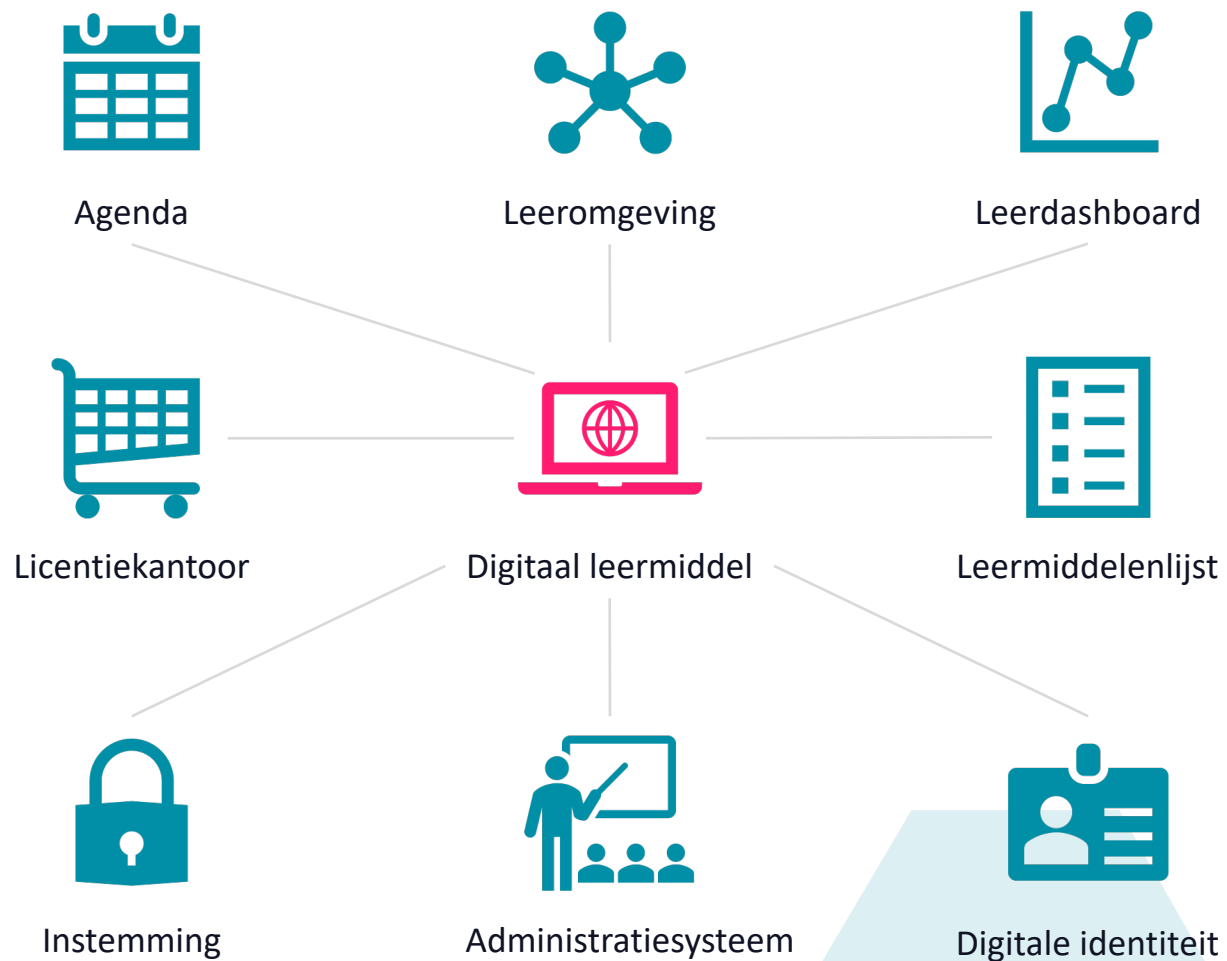 Agenda
Leeromgeving
Leerdashboard
Licentiekantoor
Digitaal leermiddel
Leermiddelenlijst
Instemming
Administratiesysteem
Digitale identiteit